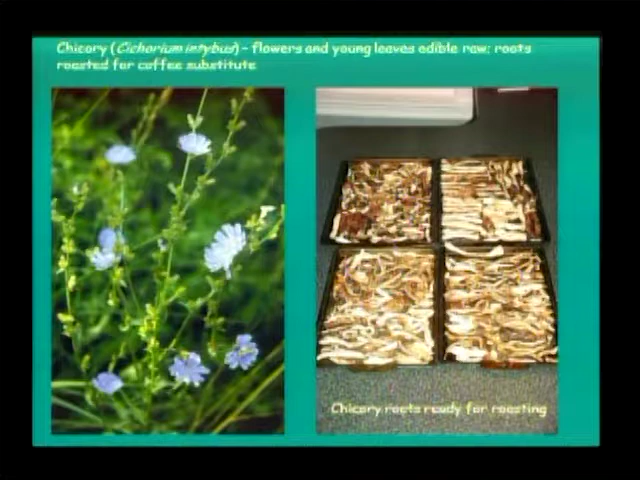 Chicory (Cichorium intybus) - flowers and young leaves edible raw; roots
roasted for coffee substitute
Chicory roots ready for roasting